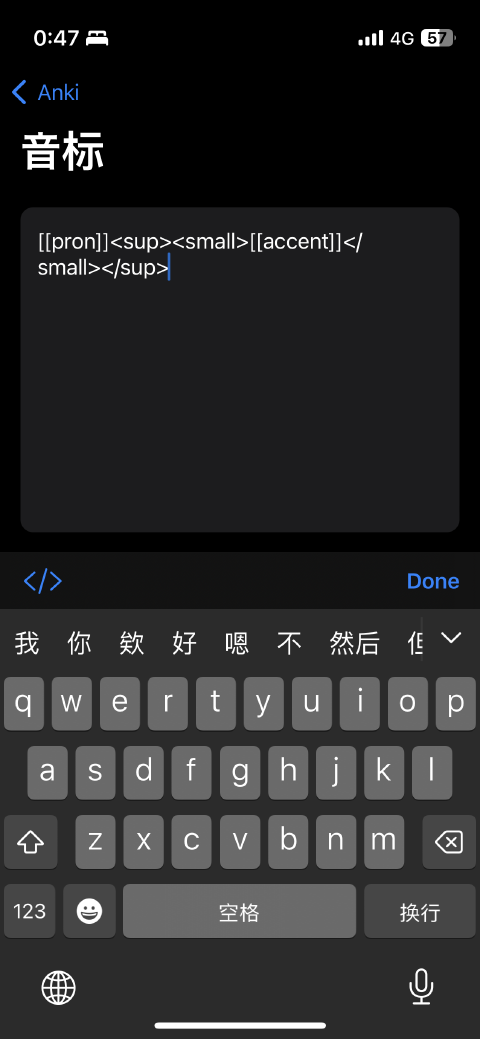 0:47 4G 57
Anki
音标
[[pron]]<sup><small>[[accent]]</
small></sup>
</> Done
我 你 欸 好 嗯 不 然后 但
q w e r t y u i o p
a s d f g h j k l
z x c v b n m
123 空格 换行